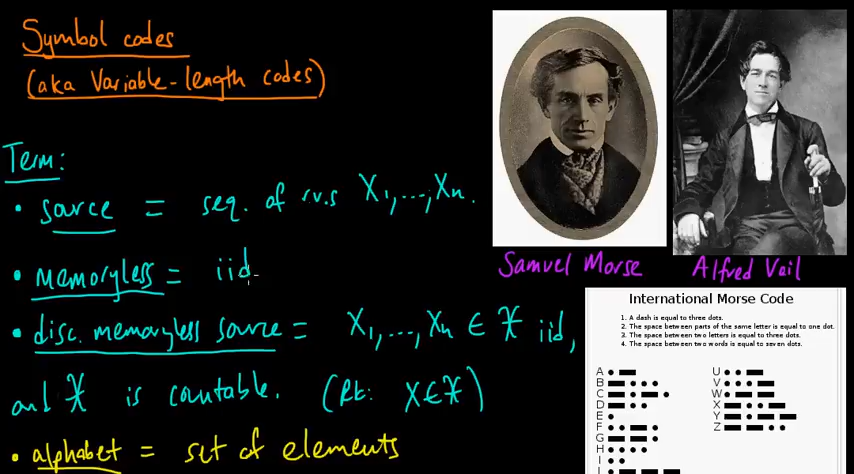 Symbol codes
(aka Variable-length codes)
Term:
• source = seq. of r.v.s X₁,...,Xₙ.
• memoryless = iid.
• disc. memoryless source = X₁,...,Xₙ ∈ 𝒳 iid,
and 𝒳 is countable. (Rk: X∈𝒳)
• alphabet = set of elements
Samuel Morse
Alfred Vail
International Morse Code
1. A dash is equal to three dots.
2. The space between parts of the same letter is equal to one dot.
3. The space between two letters is equal to three dots.
4. The space between two words is equal to seven dots.
A
B
C
D
E
F
G
H
I
J
U
V
W
X
Y
Z